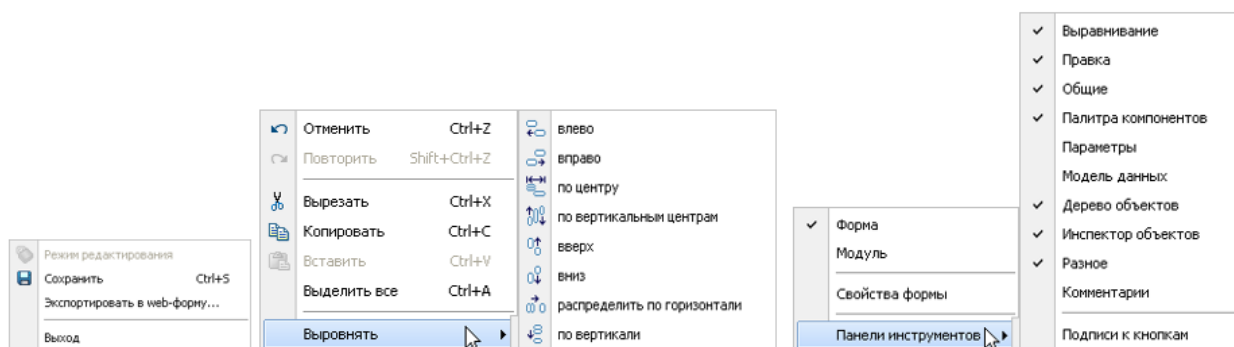 Режим редактирования
Сохранить Ctrl+S
Экспортировать в web-форму...
Выход
Отменить Ctrl+Z
Повторить Shift+Ctrl+Z
Вырезать Ctrl+X
Копировать Ctrl+C
Вставить Ctrl+V
Выделить все Ctrl+A
Выровнять
влево
вправо
по центру
по вертикальным центрам
вверх
вниз
распределить по горизонтали
по вертикали
Форма
Модуль
Свойства формы
Панели инструментов
Выравнивание
Правка
Общие
Палитра компонентов
Параметры
Модель данных
Дерево объектов
Инспектор объектов
Разное
Комментарии
Подписи к кнопкам